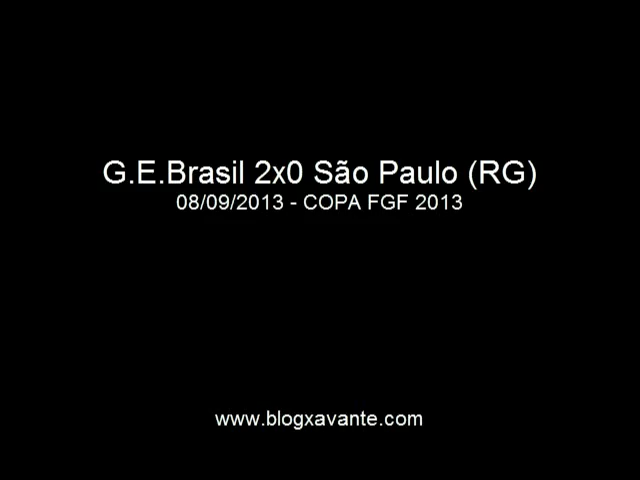 G.E.Brasil 2x0 São Paulo (RG)
08/09/2013 - COPA FGF 2013
www.blogxavante.com